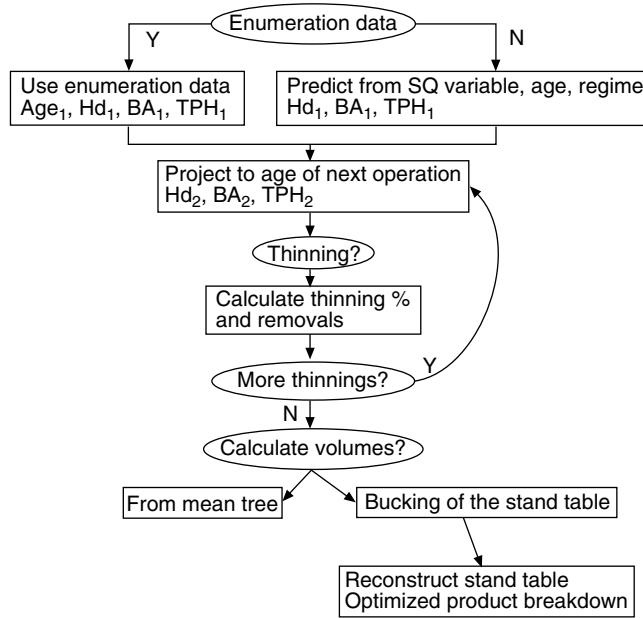 Enumeration data
Y
N
Use enumeration data
Age₁, Hd₁, BA₁, TPH₁
Predict from SQ variable, age, regime
Hd₁, BA₁, TPH₁
Project to age of next operation
Hd₂, BA₂, TPH₂
Thinning?
Calculate thinning %
and removals
More thinnings?
Y
N
Calculate volumes?
From mean tree
Bucking of the stand table
Reconstruct stand table
Optimized product breakdown